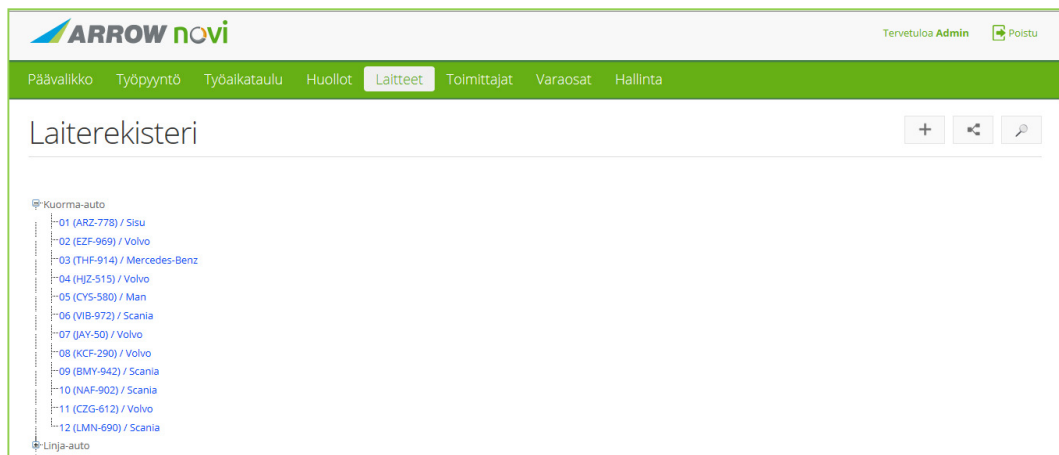 ARROW novi
Tervetuloa Admin Poistu
Päävalikko Työpyyntö Työaikataulu Huollot Laitteet Toimittajat Varaosat Hallinta
Laiterekisteri
Kuorma-auto
01 (ARZ-778) / Sisu
02 (EZF-969) / Volvo
03 (THF-914) / Mercedes-Benz
04 (HJZ-515) / Volvo
05 (CYS-580) / Man
06 (VIB-972) / Scania
07 (JAY-50) / Volvo
08 (KCF-290) / Volvo
09 (BMY-942) / Scania
10 (NAF-902) / Scania
11 (CZG-612) / Volvo
12 (LMN-690) / Scania
Linja-auto